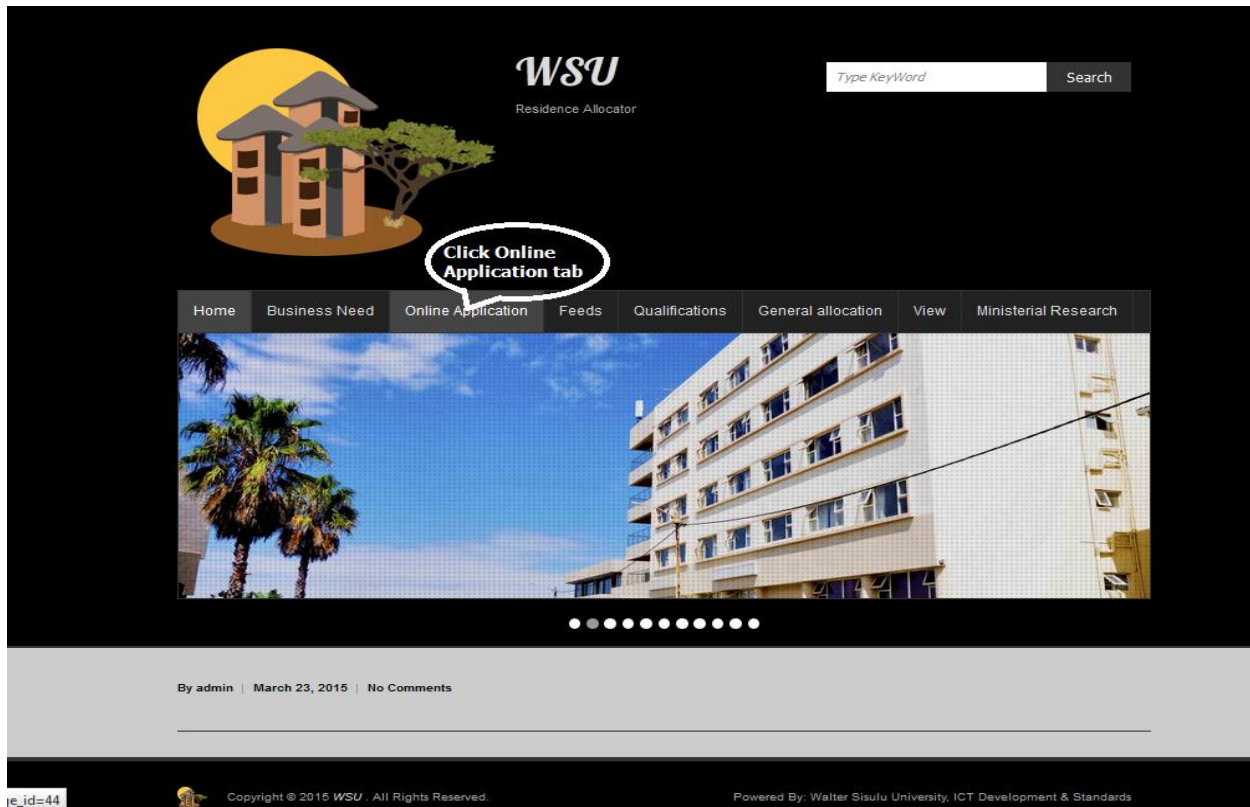 WSU
Residence Allocator
Type KeyWord
Search
Click Online
Application tab
Home
Business Need
Online Application
Feeds
Qualifications
General allocation
View
Ministerial Research
By admin | March 23, 2015 | No Comments
Copyright © 2015 WSU . All Rights Reserved.
Powered By: Walter Sisulu University, ICT Development & Standards
ge_id=44